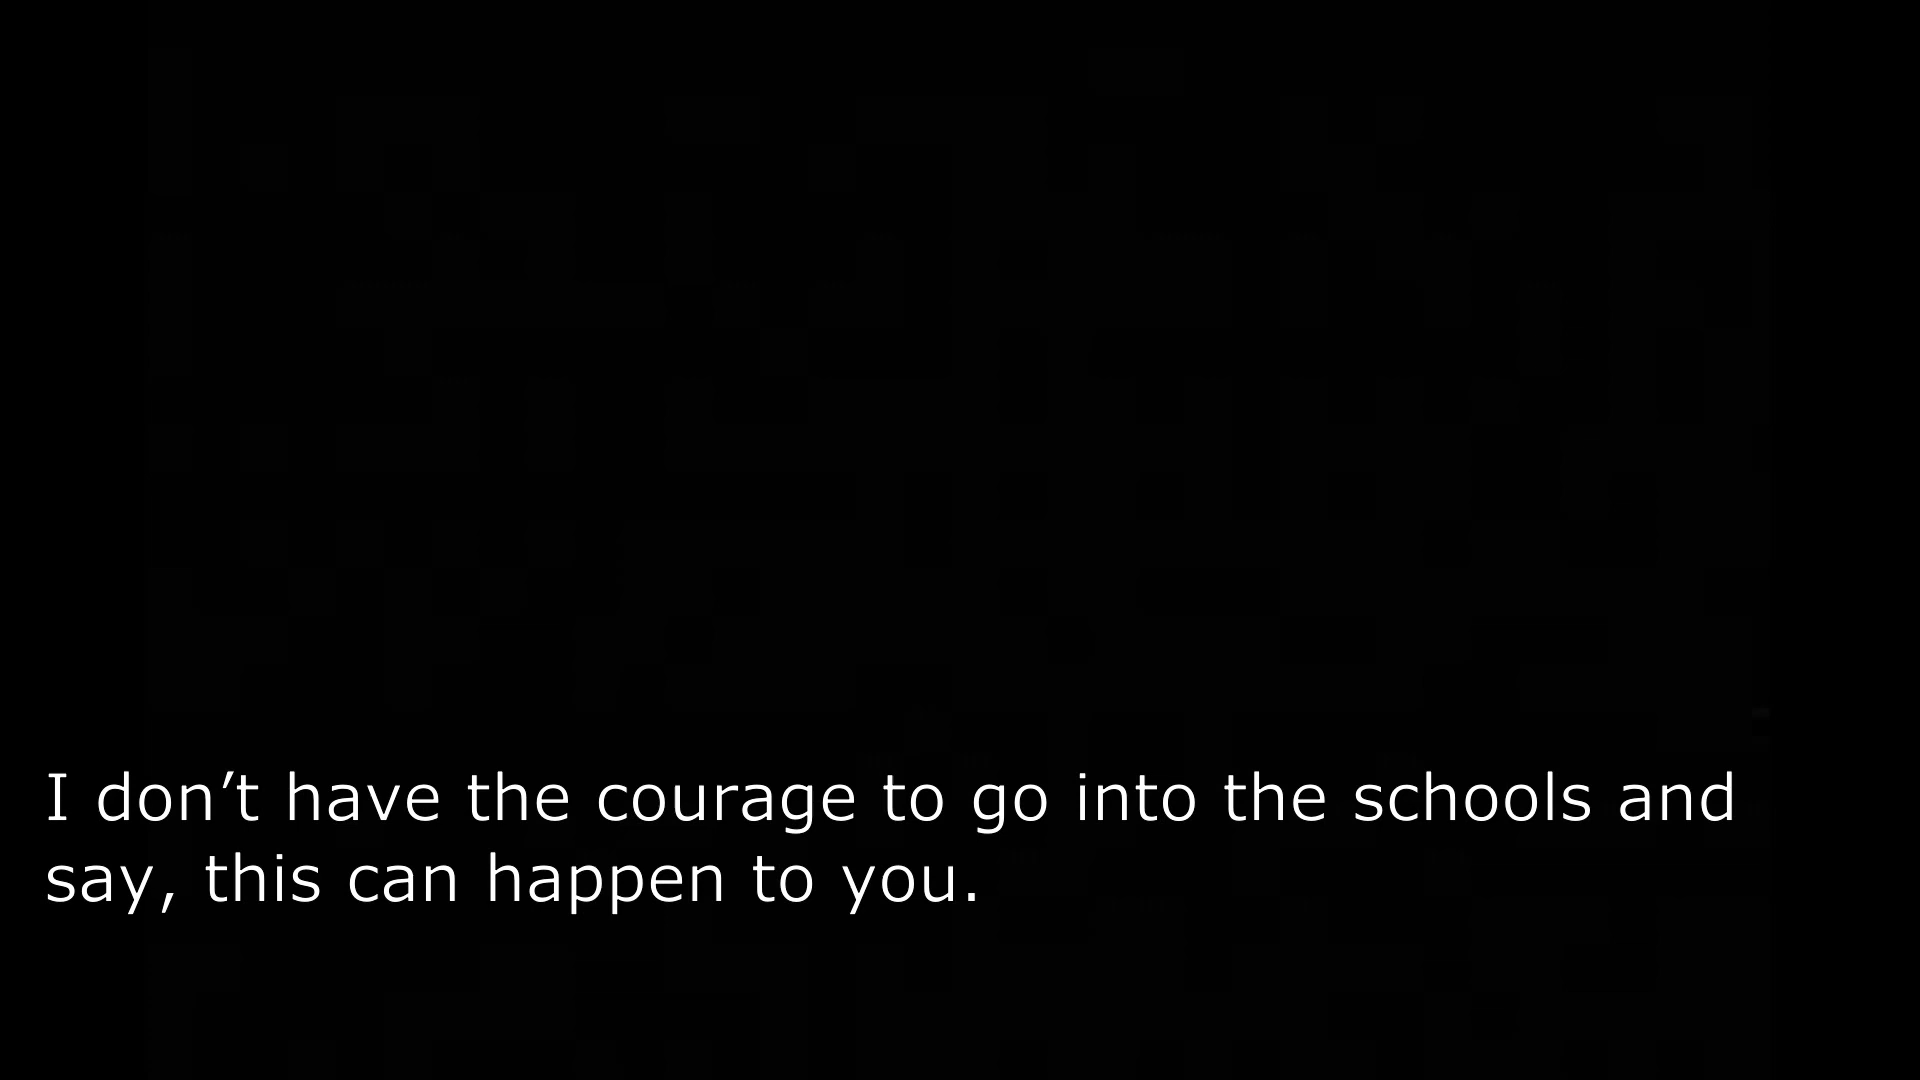 I don’t have the courage to go into the schools and
say, this can happen to you.